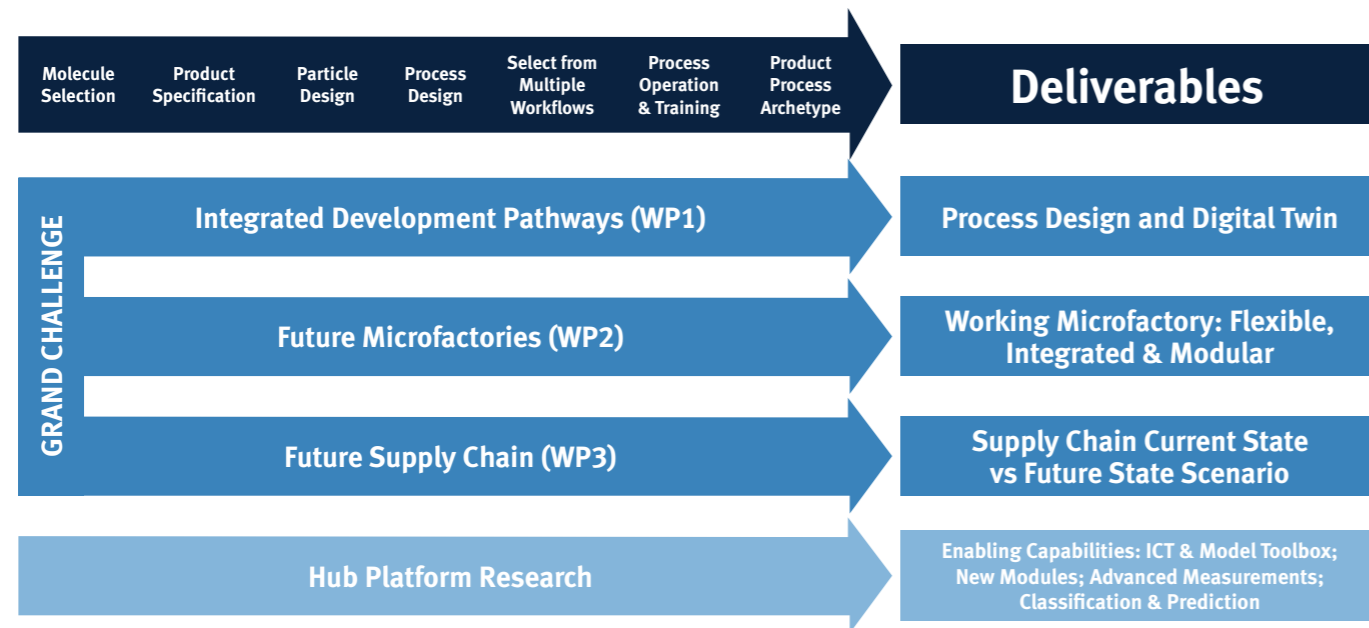 Molecule
Selection
Product
Specification
Particle
Design
Process
Design
Select from
Multiple
Workflows
Process
Operation
& Training
Product
Process
Archetype
Deliverables
GRAND CHALLENGE
Integrated Development Pathways (WP1)
Process Design and Digital Twin
Future Microfactories (WP2)
Working Microfactory: Flexible,
Integrated & Modular
Future Supply Chain (WP3)
Supply Chain Current State
vs Future State Scenario
Hub Platform Research
Enabling Capabilities: ICT & Model Toolbox;
New Modules; Advanced Measurements;
Classification & Prediction